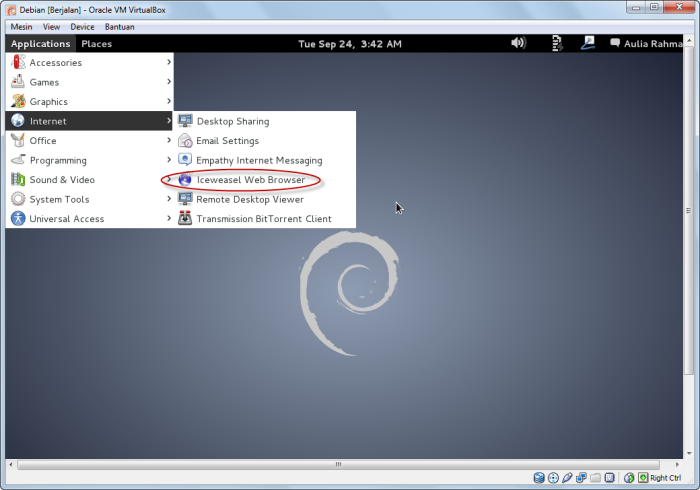 Debian [Berjalan] - Oracle VM VirtualBox
Mesin View Device Bantuan
Applications Places Tue Sep 24, 3:42 AM Aulia Rahma
Accessories
Games
Graphics
Internet
Office
Programming
Sound & Video
System Tools
Universal Access
Desktop Sharing
Email Settings
Empathy Internet Messaging
Iceweasel Web Browser
Remote Desktop Viewer
Transmission BitTorrent Client
Right Ctrl